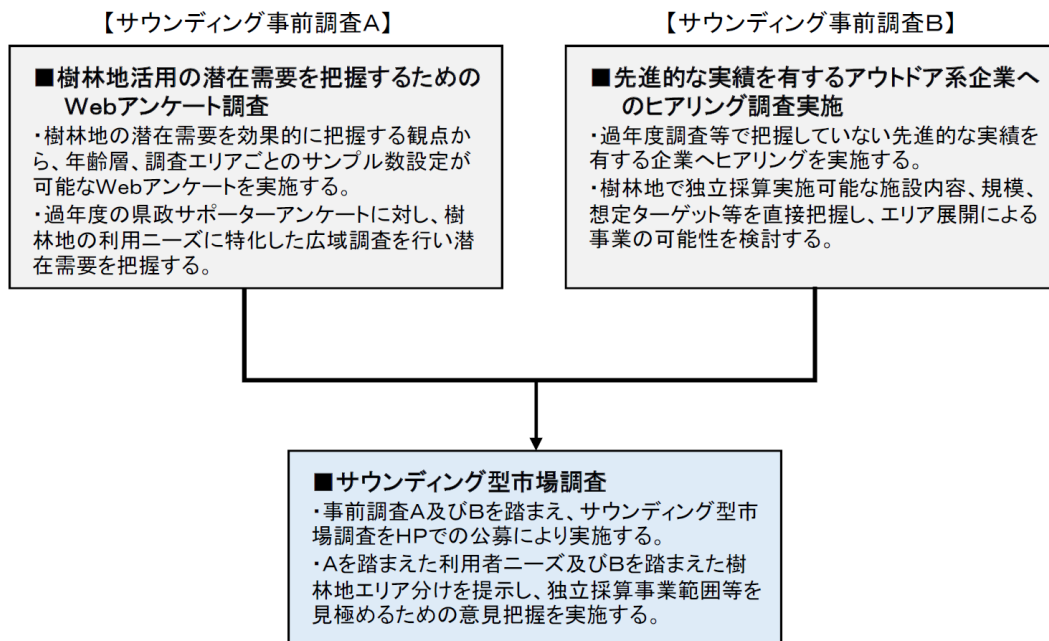 【サウンディング事前調査A】
■樹林地活用の潜在需要を把握するための
Webアンケート調査
・樹林地の潜在需要を効果的に把握する観点か
ら、年齢層、調査エリアごとのサンプル数設定が
可能なWebアンケートを実施する。
・過年度の県政サポーターアンケートに対し、樹
林地の利用ニーズに特化した広域調査を行い潜
在需要を把握する。
【サウンディング事前調査B】
■先進的な実績を有するアウトドア系企業へ
のヒアリング調査実施
・過年度調査等で把握していない先進的な実績を
有する企業へヒアリングを実施する。
・樹林地で独立採算実施可能な施設内容、規模、
想定ターゲット等を直接把握し、エリア展開による
事業の可能性を検討する。
■サウンディング型市場調査
・事前調査A及びBを踏まえ、サウンディング型市
場調査をHPでの公募により実施する。
・Aを踏まえた利用者ニーズ及びBを踏まえた樹
林地エリア分けを提示し、独立採算事業範囲等を
見極めるための意見把握を実施する。